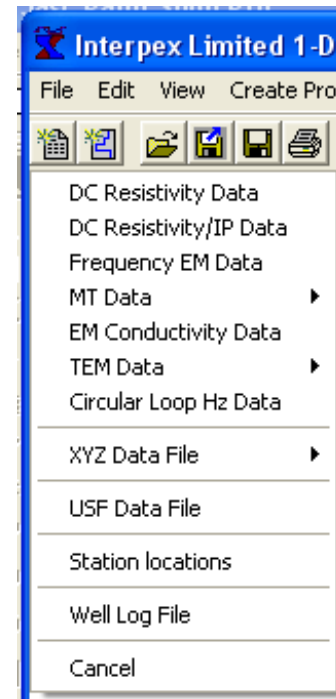 Interpex Limited 1-D
File Edit View Create Pro
DC Resistivity Data
DC Resistivity/IP Data
Frequency EM Data
MT Data
EM Conductivity Data
TEM Data
Circular Loop Hz Data
XYZ Data File
USF Data File
Station locations
Well Log File
Cancel